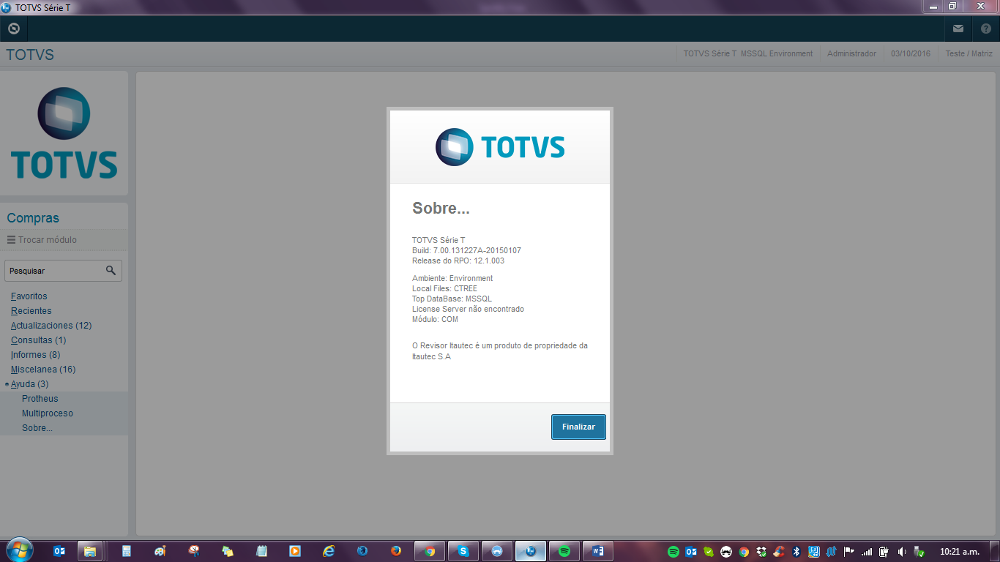 TOTVS Série T
TOTVS
TOTVS Série T MSSQL Environment
Administrador
03/10/2016
Teste / Matriz
TOTVS
Compras
Trocar módulo
Pesquisar
Favoritos
Recientes
Actualizaciones (12)
Consultas (1)
Informes (8)
Miscelanea (16)
Ayuda (3)
Protheus
Multiproceso
Sobre...
TOTVS
Sobre...
TOTVS Série T
Build: 7.00.131227A-20150107
Release do RPO: 12.1.003
Ambiente: Environment
Local Files: CTREE
Top DataBase: MSSQL
License Server não encontrado
Módulo: COM
O Revisor Itautec é um produto de propriedade da
Itautec S.A
Finalizar
10:21 a.m.